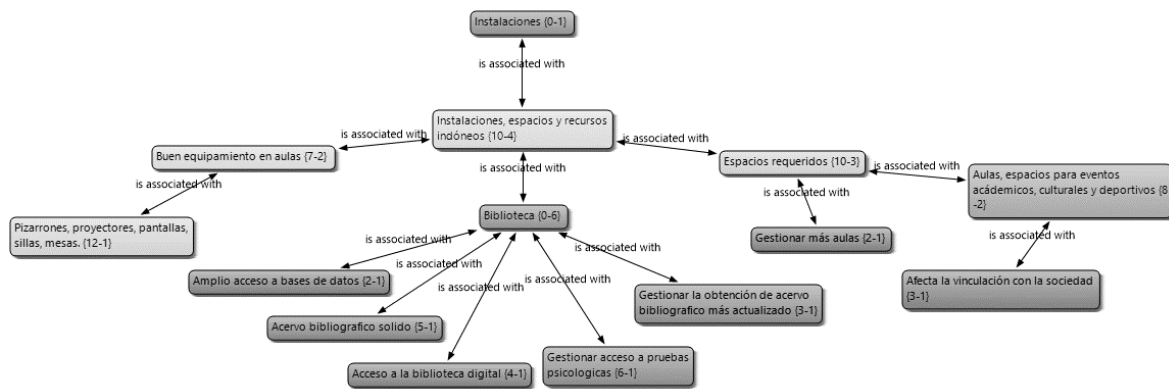 Instalaciones {0-1}
is associated with
Instalaciones, espacios y recursos
indóneos {10-4}
is associated with
is associated with
is associated with
Buen equipamiento en aulas {7-2}
is associated with
Pizarrones, proyectores, pantallas,
sillas, mesas. {12-1}
Espacios requeridos {10-3}
is associated with
is associated with
Aulas, espacios para eventos
académicos, culturales y deportivos {8
-2}
Gestionar más aulas {2-1}
is associated with
Afecta la vinculación con la sociedad
{3-1}
Biblioteca {0-6}
is associated with
is associated with
is associated with
is associated with
is associated with
Amplio acceso a bases de datos {2-1}
Acervo bibliografico solido {5-1}
Acceso a la biblioteca digital {4-1}
Gestionar acceso a pruebas
psicologicas {6-1}
Gestionar la obtención de acervo
bibliografico más actualizado {3-1}